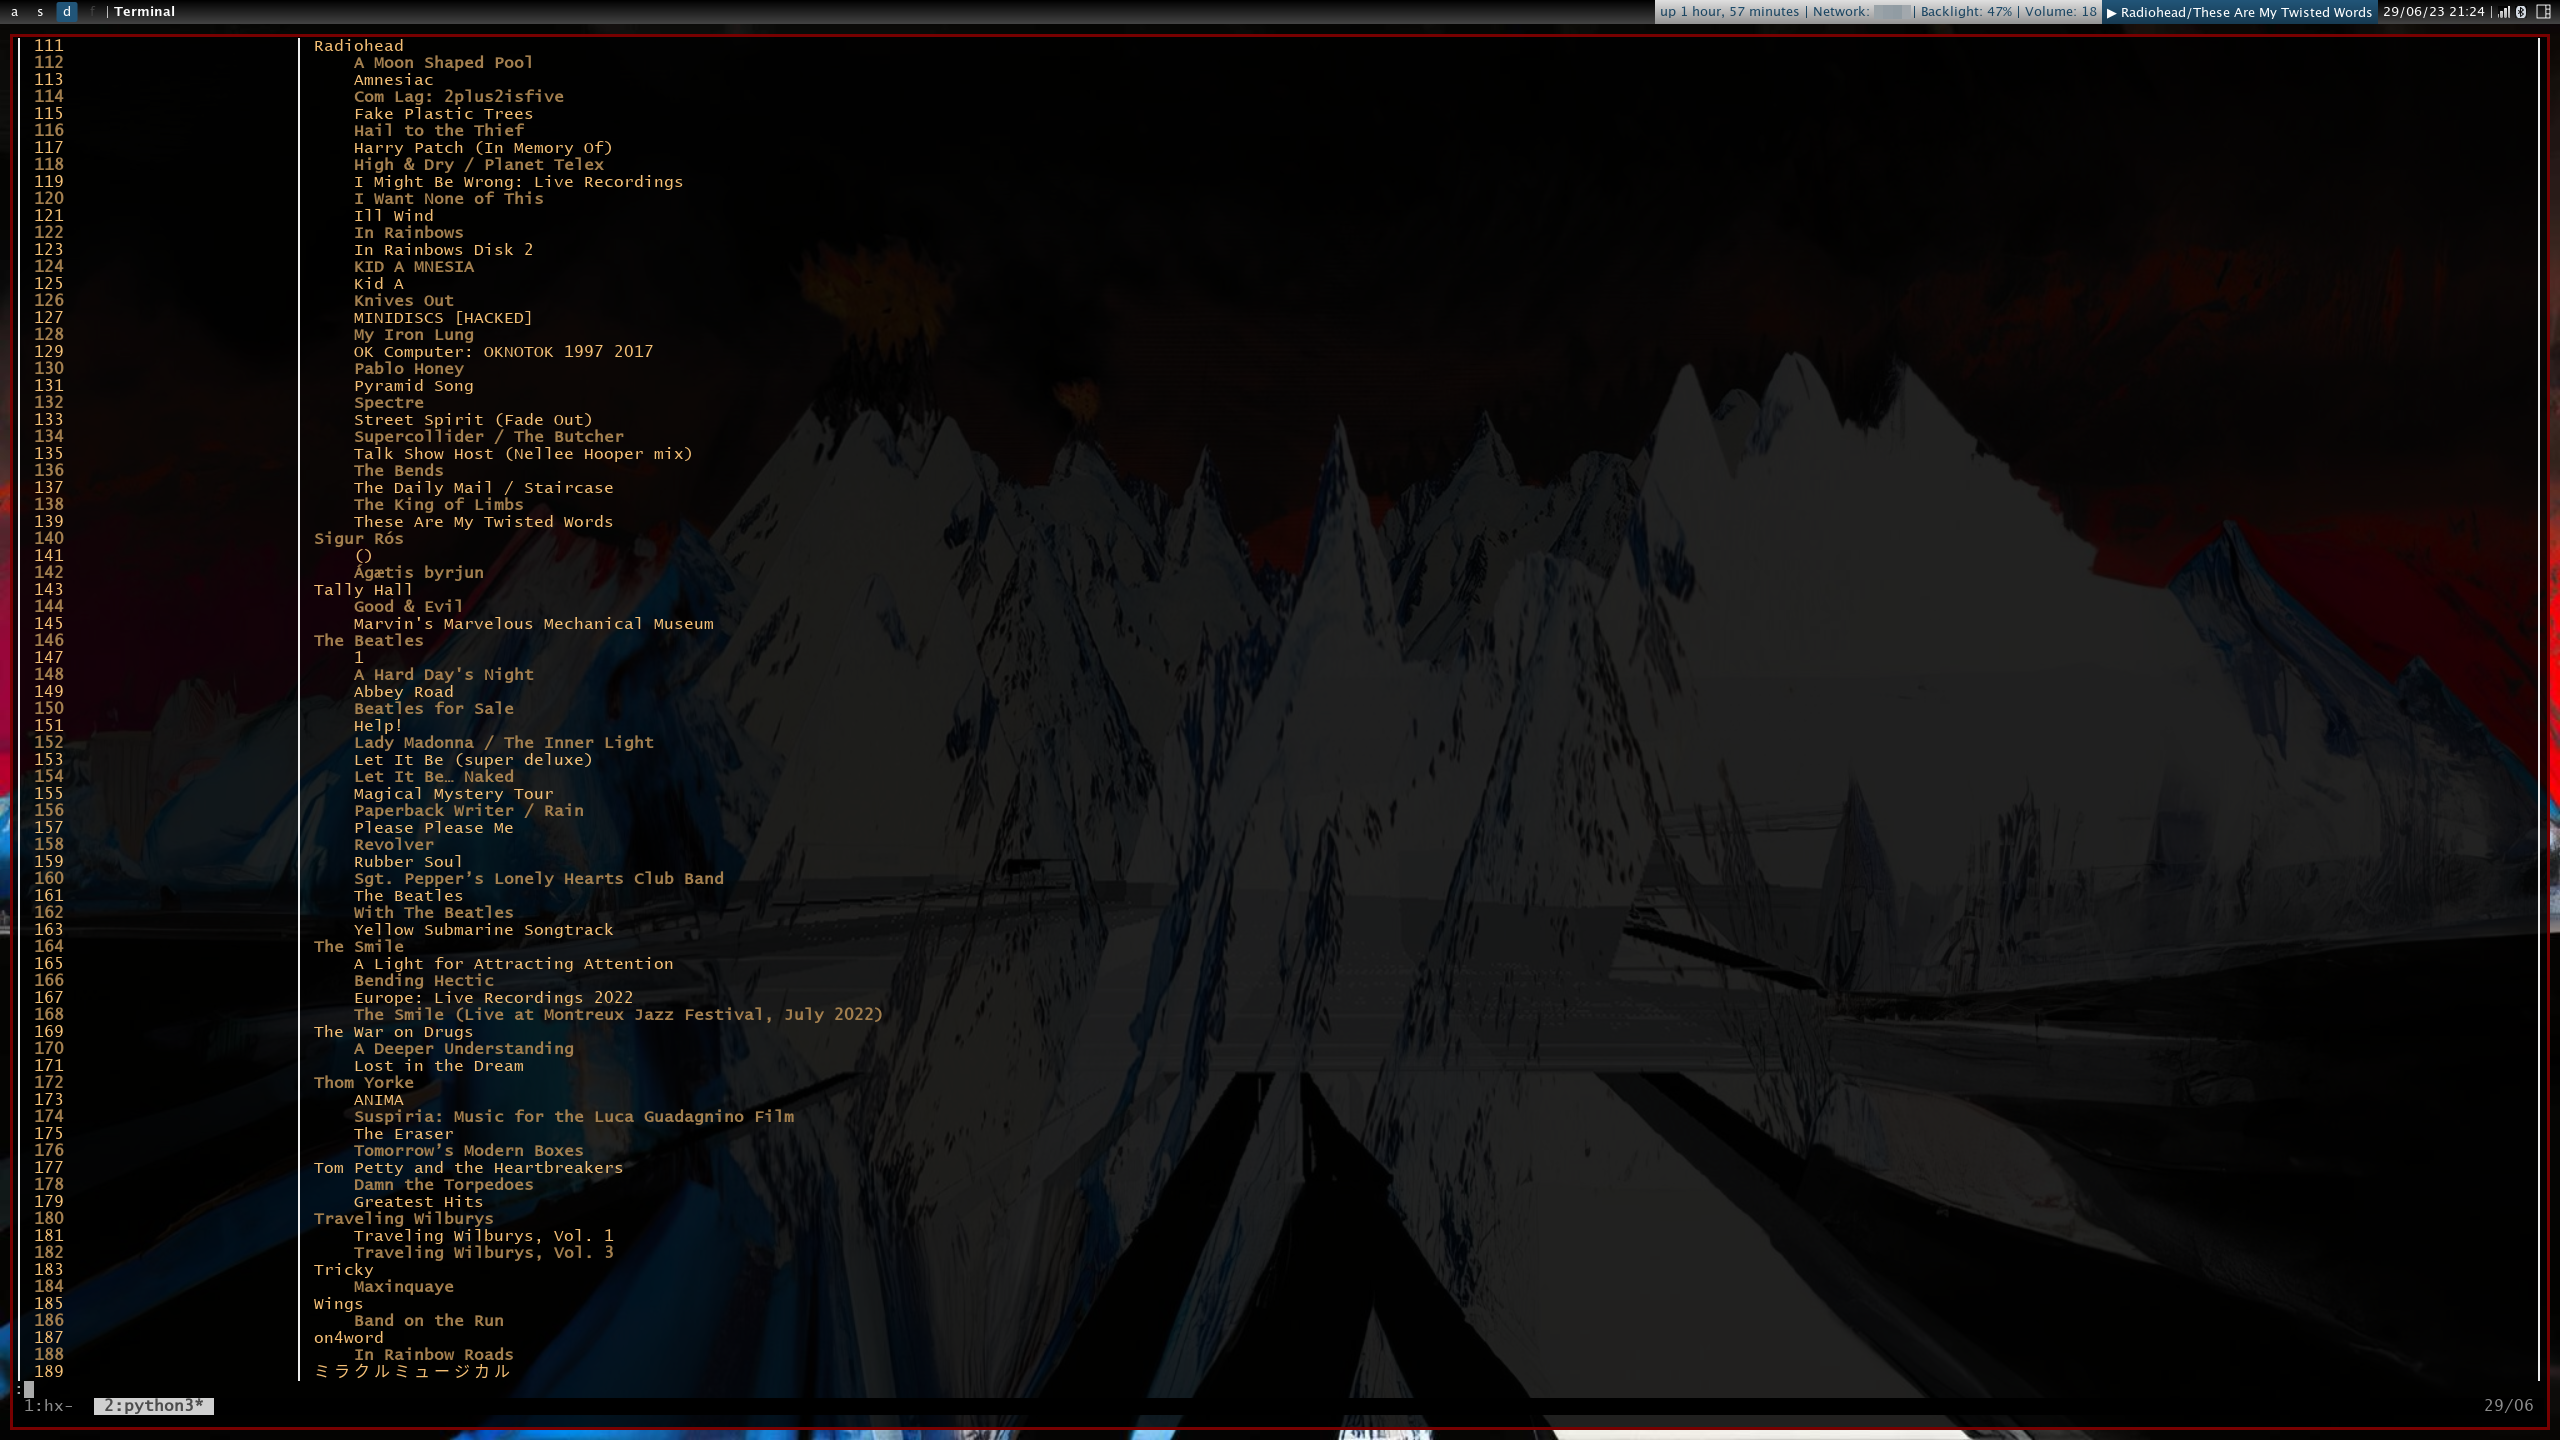 a s d f | Terminal
up 1 hour, 57 minutes | Network: | Backlight: 47% | Volume: 18 ▶ Radiohead/These Are My Twisted Words 29/06/23 21:24 |
111 Radiohead
112 A Moon Shaped Pool
113 Amnesiac
114 Com Lag: 2plus2isfive
115 Fake Plastic Trees
116 Hail to the Thief
117 Harry Patch (In Memory Of)
118 High & Dry / Planet Telex
119 I Might Be Wrong: Live Recordings
120 I Want None of This
121 Ill Wind
122 In Rainbows
123 In Rainbows Disk 2
124 KID A MNESIA
125 Kid A
126 Knives Out
127 MINIDISCS [HACKED]
128 My Iron Lung
129 OK Computer: OKNOTOK 1997 2017
130 Pablo Honey
131 Pyramid Song
132 Spectre
133 Street Spirit (Fade Out)
134 Supercollider / The Butcher
135 Talk Show Host (Nellee Hooper mix)
136 The Bends
137 The Daily Mail / Staircase
138 The King of Limbs
139 These Are My Twisted Words
140 Sigur Rós
141 ()
142 Ágætis byrjun
143 Tally Hall
144 Good & Evil
145 Marvin's Marvelous Mechanical Museum
146 The Beatles
147 1
148 A Hard Day's Night
149 Abbey Road
150 Beatles for Sale
151 Help!
152 Lady Madonna / The Inner Light
153 Let It Be (super deluxe)
154 Let It Be… Naked
155 Magical Mystery Tour
156 Paperback Writer / Rain
157 Please Please Me
158 Revolver
159 Rubber Soul
160 Sgt. Pepper’s Lonely Hearts Club Band
161 The Beatles
162 With The Beatles
163 Yellow Submarine Songtrack
164 The Smile
165 A Light for Attracting Attention
166 Bending Hectic
167 Europe: Live Recordings 2022
168 The Smile (Live at Montreux Jazz Festival, July 2022)
169 The War on Drugs
170 A Deeper Understanding
171 Lost in the Dream
172 Thom Yorke
173 ANIMA
174 Suspiria: Music for the Luca Guadagnino Film
175 The Eraser
176 Tomorrow’s Modern Boxes
177 Tom Petty and the Heartbreakers
178 Damn the Torpedoes
179 Greatest Hits
180 Traveling Wilburys
181 Traveling Wilburys, Vol. 1
182 Traveling Wilburys, Vol. 3
183 Tricky
184 Maxinquaye
185 Wings
186 Band on the Run
187 on4word
188 In Rainbow Roads
189 ミラクルミュージカル
:
1:hx- 2:python3* 29/06